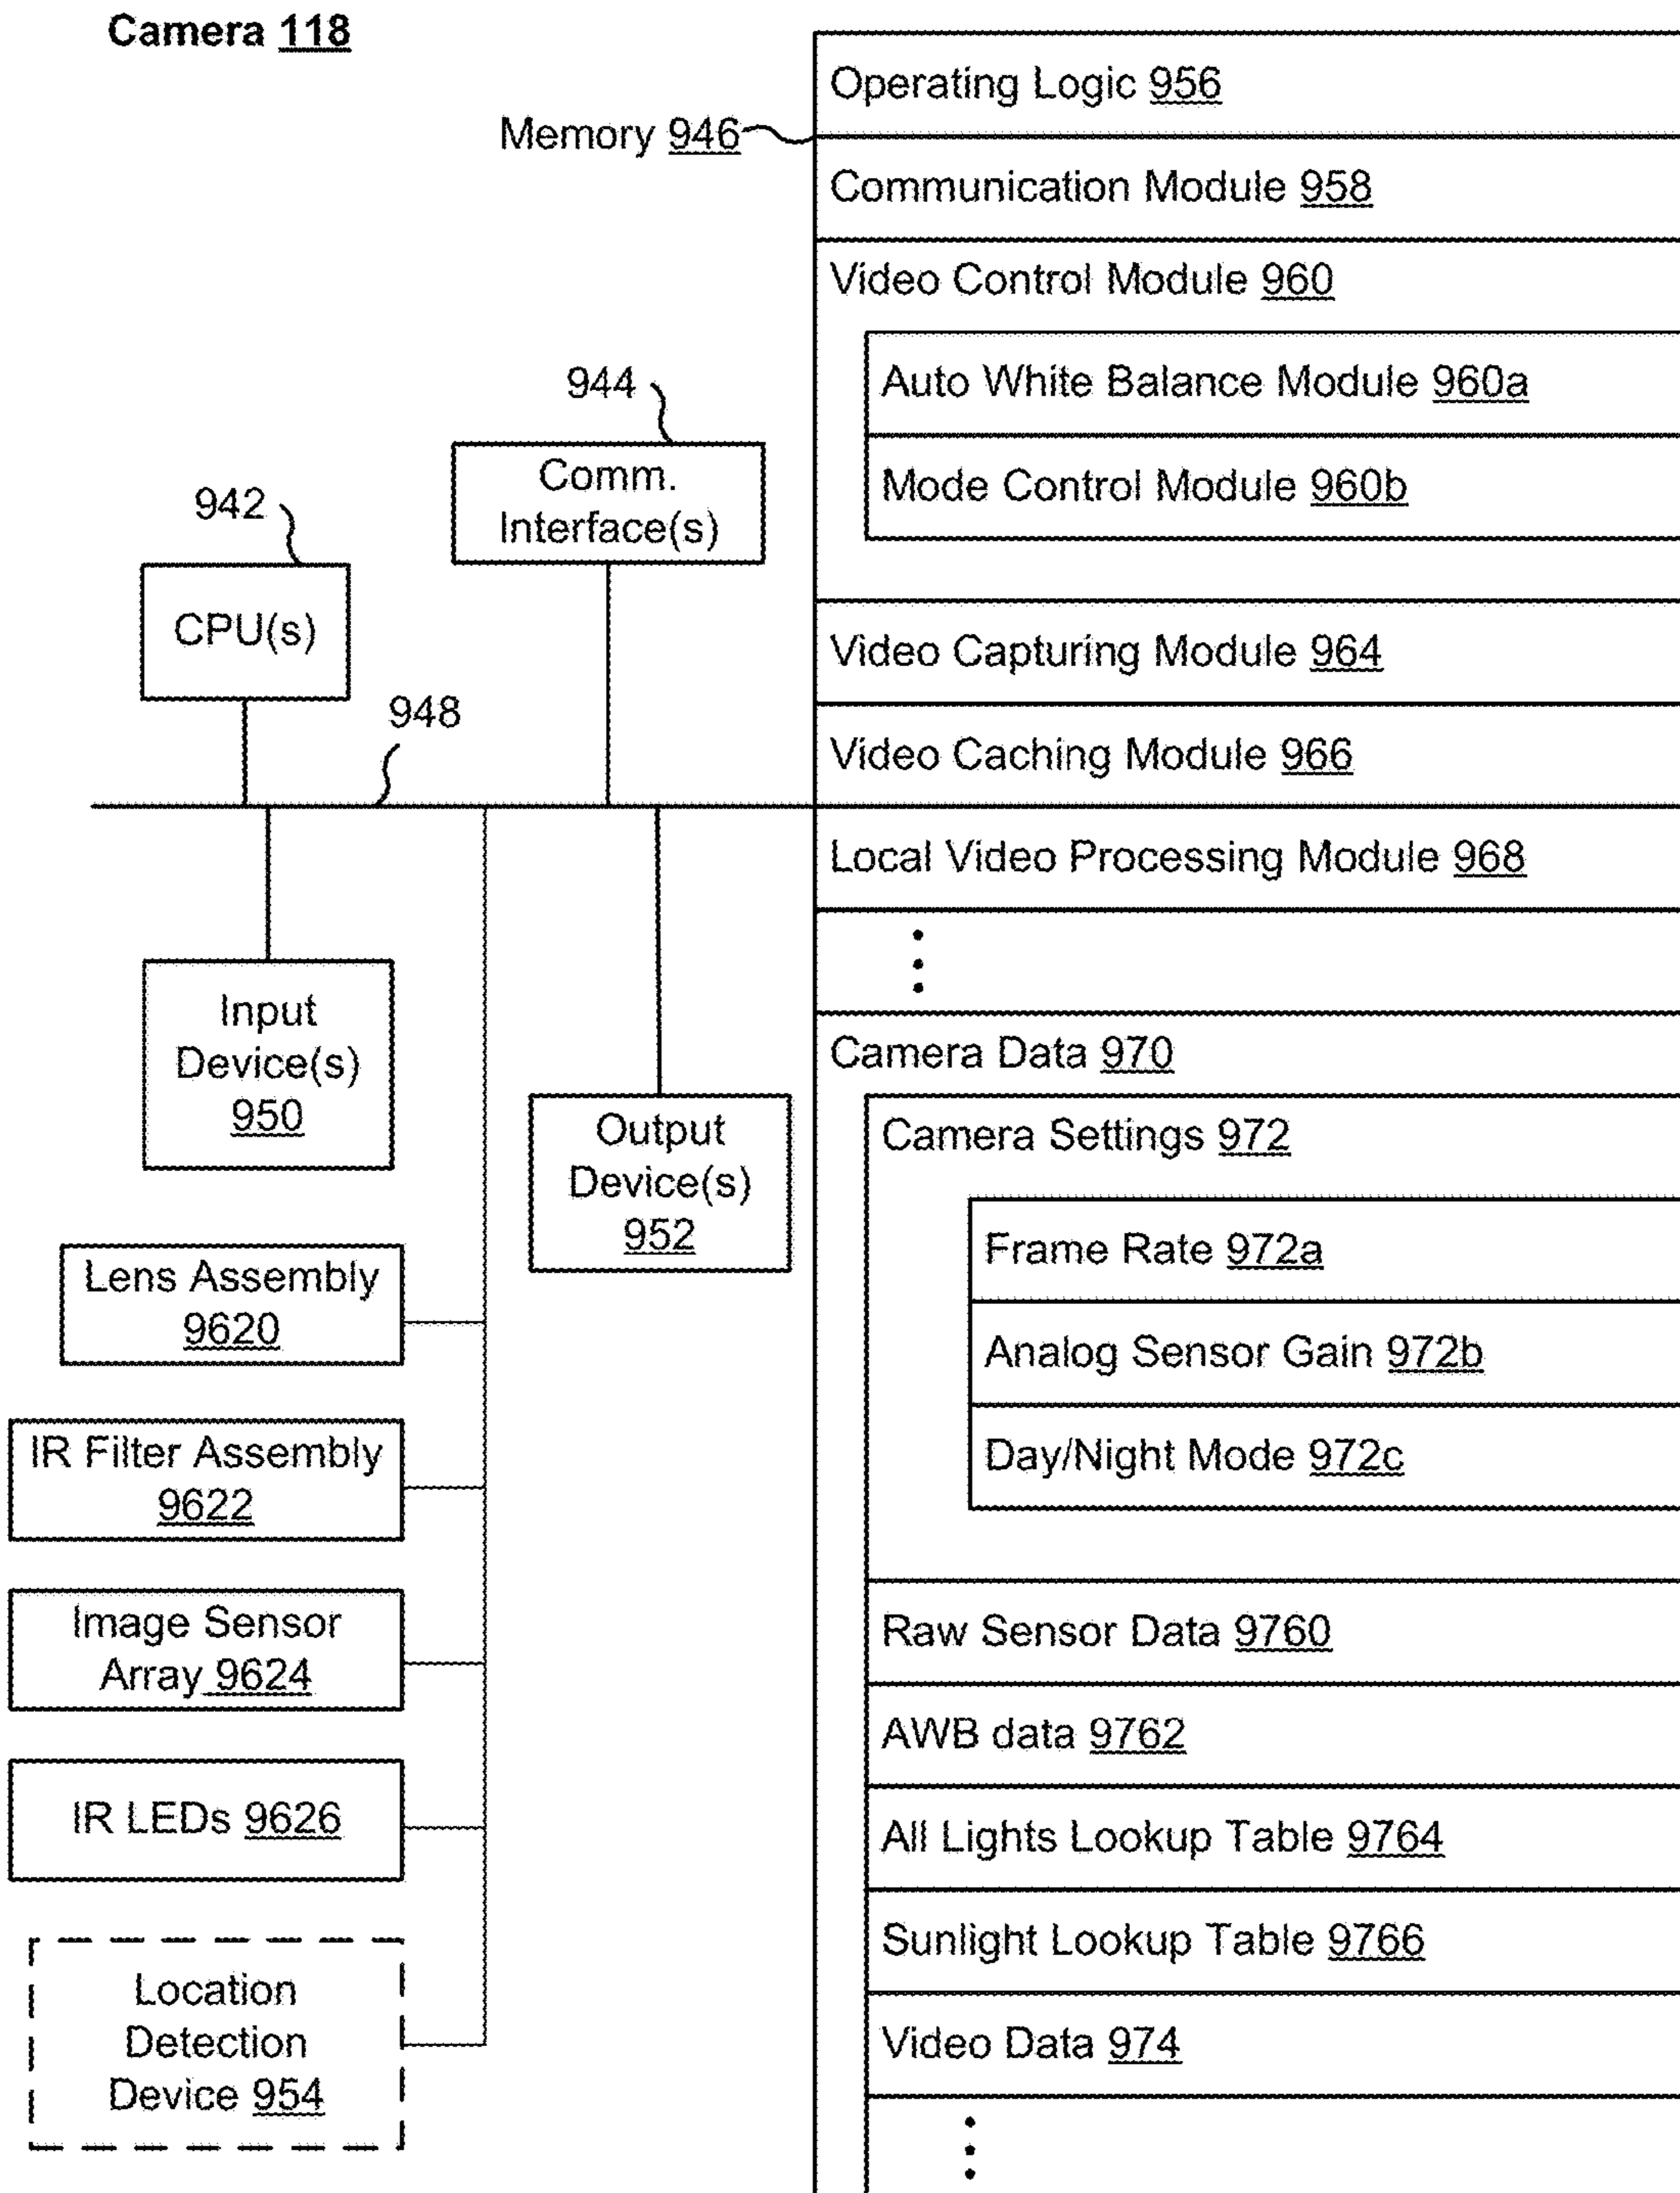 Camera 118
Memory 946
944
Comm.
Interface(s)
942
CPU(s)
948
Input
Device(s)
950
Output
Device(s)
952
Lens Assembly
9620
IR Filter Assembly
9622
Image Sensor
Array 9624
IR LEDs 9626
Location
Detection
Device 954
Operating Logic 956
Communication Module 958
Video Control Module 960
Auto White Balance Module 960a
Mode Control Module 960b
Video Capturing Module 964
Video Caching Module 966
Local Video Processing Module 968
Camera Data 970
Camera Settings 972
Frame Rate 972a
Analog Sensor Gain 972b
Day/Night Mode 972c
Raw Sensor Data 9760
AWB data 9762
All Lights Lookup Table 9764
Sunlight Lookup Table 9766
Video Data 974